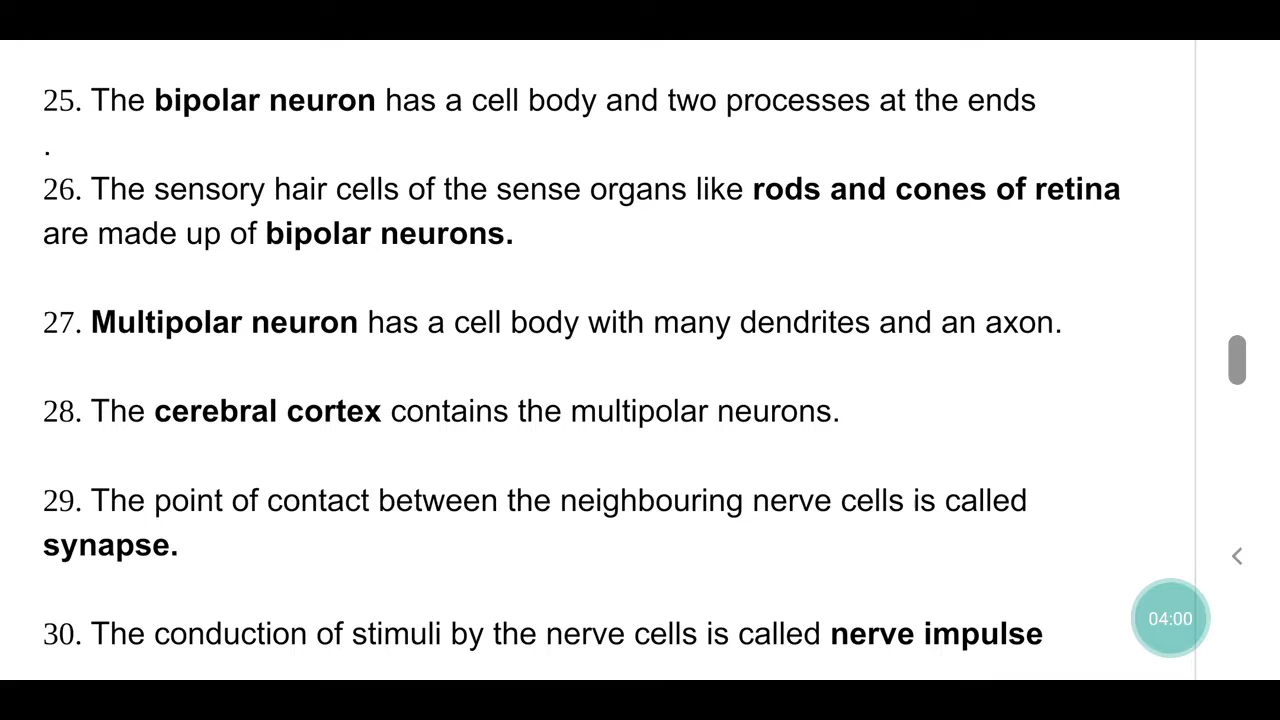 25. The bipolar neuron has a cell body and two processes at the ends
.
26. The sensory hair cells of the sense organs like rods and cones of retina
are made up of bipolar neurons.
27. Multipolar neuron has a cell body with many dendrites and an axon.
28. The cerebral cortex contains the multipolar neurons.
29. The point of contact between the neighbouring nerve cells is called
synapse.
30. The conduction of stimuli by the nerve cells is called nerve impulse
04:00